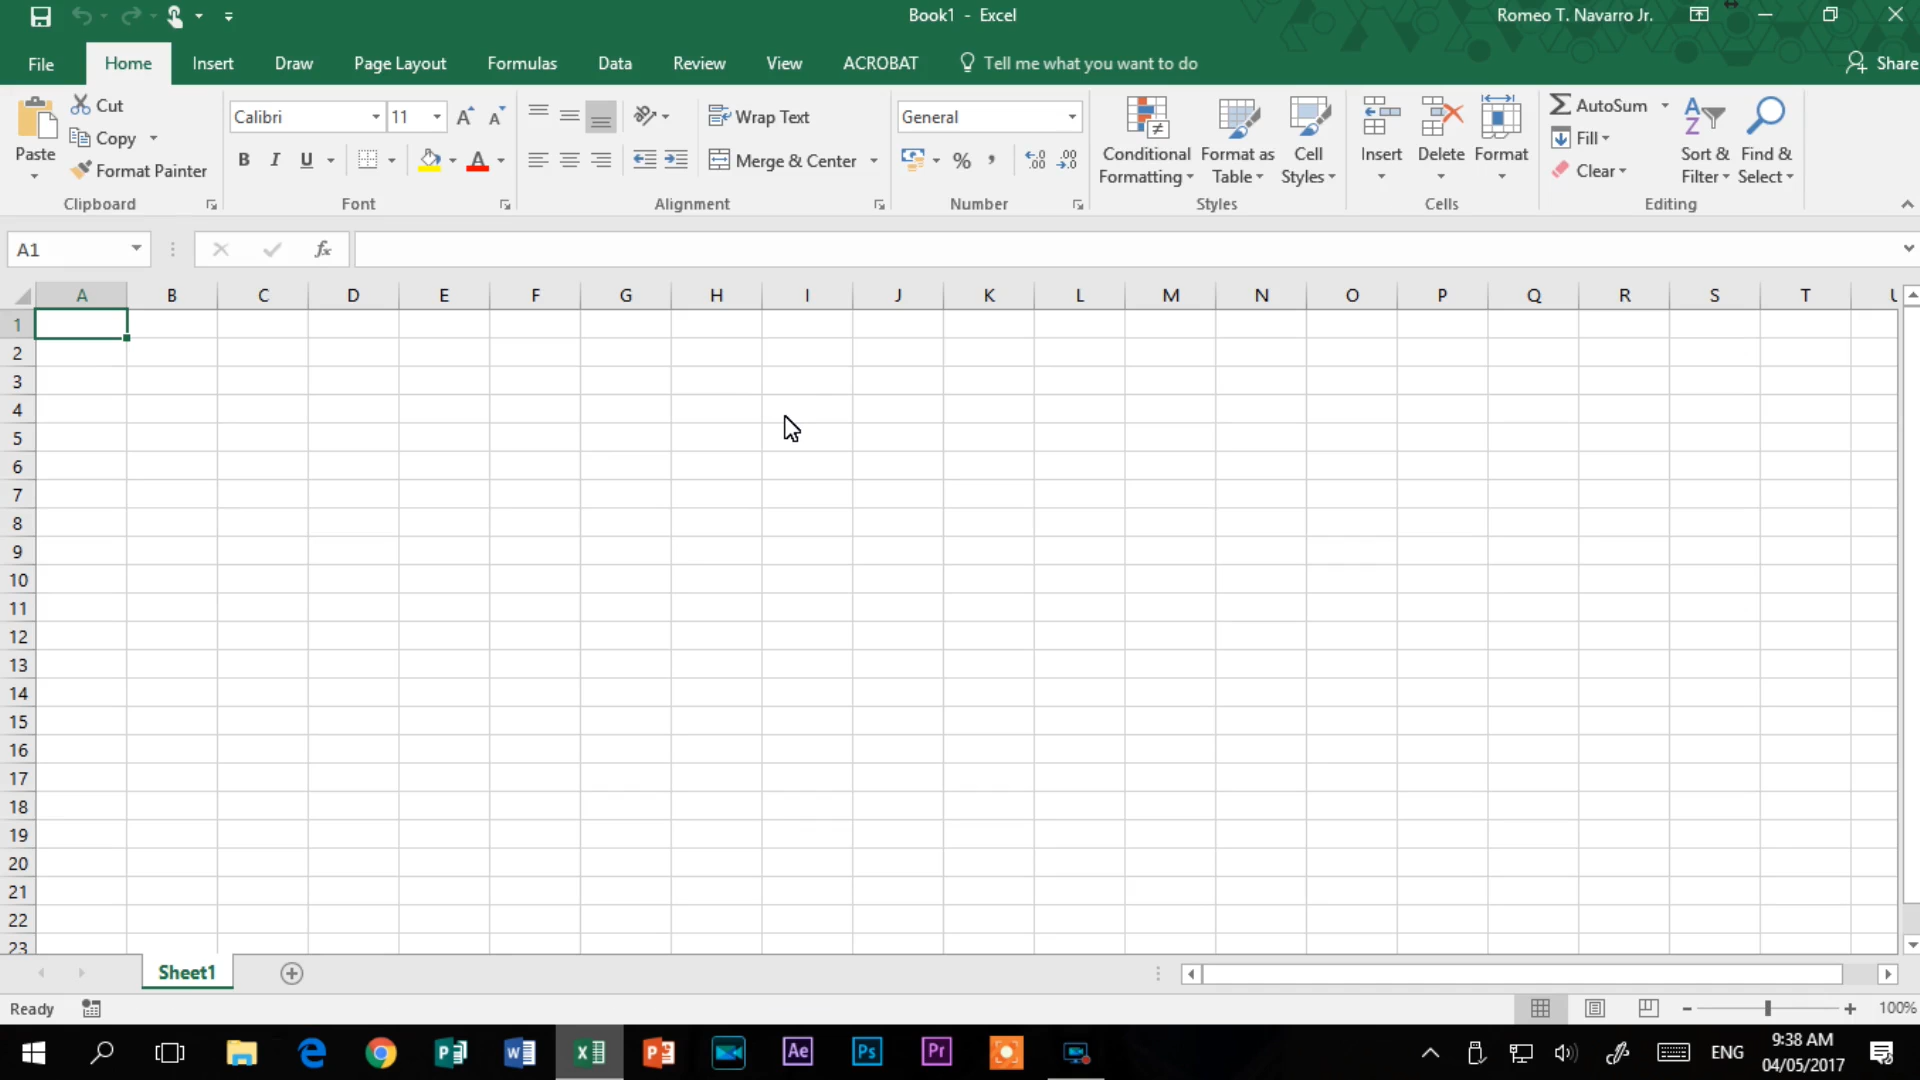 Book1 - Excel
Romeo T. Navarro Jr.
File Home Insert Draw Page Layout Formulas Data Review View ACROBAT Tell me what you want to do Share
Paste
Cut
Copy
Format Painter
Clipboard
Calibri 11
B I U A
Font
Wrap Text
Merge & Center
Alignment
General
% ,
Number
Conditional Formatting
Format as Table
Cell Styles
Styles
Insert
Delete
Format
Cells
AutoSum
Fill
Clear
Sort & Filter
Find & Select
Editing
A1 fx
A B C D E F G H I J K L M N O P Q R S T U
1
2
3
4
5
6
7
8
9
10
11
12
13
14
15
16
17
18
19
20
21
22
23
Sheet1
Ready 100%
ENG
9:38 AM
04/05/2017